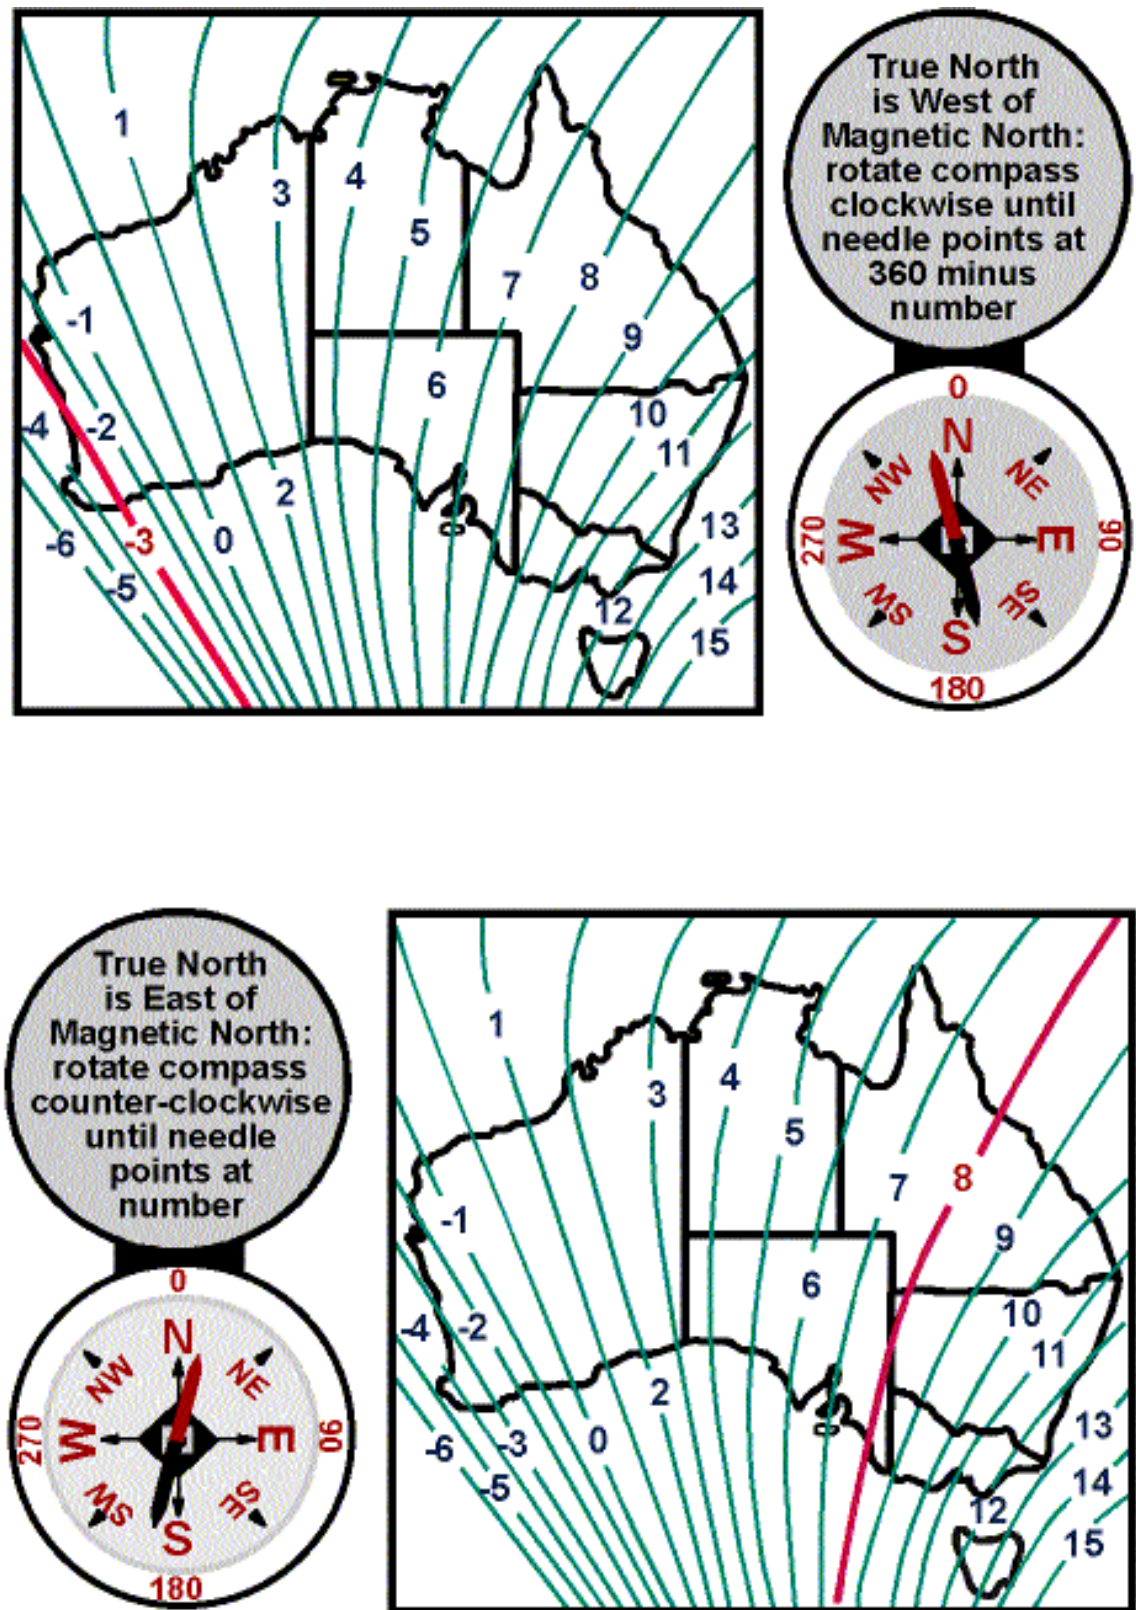 1
3
4
5
7
8
-1
9
6
-4
-2
10
11
2
-6
-3
0
13
-5
14
12
15
True North
is West of
Magnetic North:
rotate compass
clockwise until
needle points at
360 minus
number
0
N
NW
NE
270
W
E
90
SW
SE
S
180
True North
is East of
Magnetic North:
rotate compass
counter-clockwise
until needle
points at
number
0
N
NW
NE
270
W
E
90
SW
SE
S
180
1
3
4
5
7
8
-1
9
6
10
-4
-2
11
2
-6
-3
0
13
-5
14
12
15